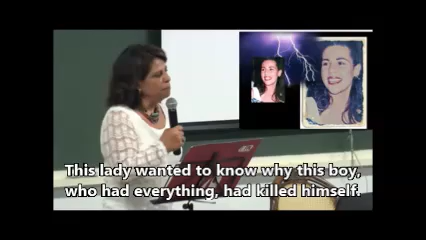 This lady wanted to know why this boy,
who had everything, had killed himself.